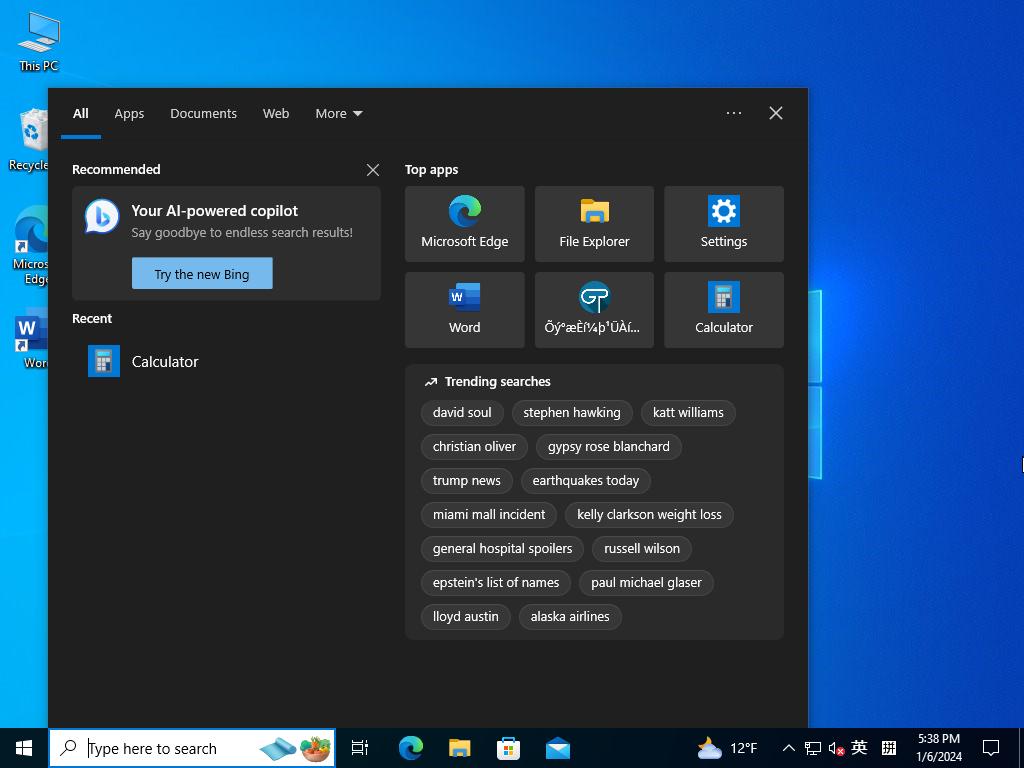 This PC
Recycle
Micros
Edge
Wor
All Apps Documents Web More
Recommended
Your AI-powered copilot
Say goodbye to endless search results!
Try the new Bing
Recent
Calculator
Top apps
Microsoft Edge
File Explorer
Settings
Word
Õý°æÈí¼þ¹ÜÀí...
Calculator
Trending searches
david soul
stephen hawking
katt williams
christian oliver
gypsy rose blanchard
trump news
earthquakes today
miami mall incident
kelly clarkson weight loss
general hospital spoilers
russell wilson
epstein's list of names
paul michael glaser
lloyd austin
alaska airlines
Type here to search
12°F
英
拼
5:38 PM
1/6/2024